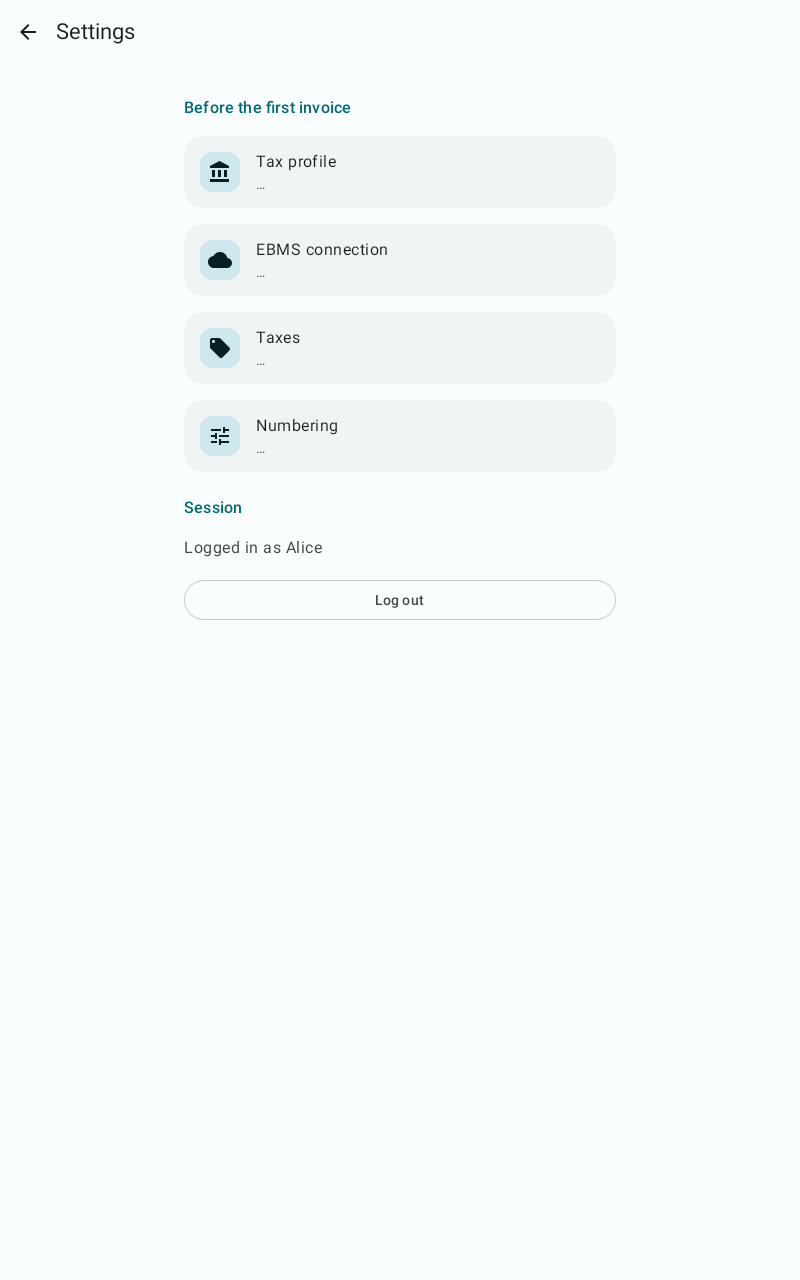 Settings
Before the first invoice
Tax profile
…
EBMS connection
…
Taxes
…
Numbering
…
Session
Logged in as Alice
Log out